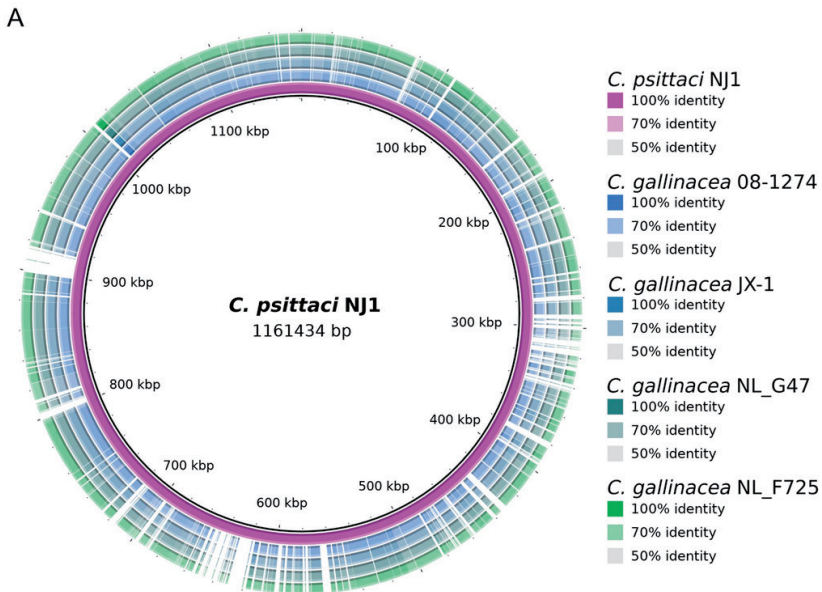 A
C. psittaci NJ1
100% identity
70% identity
50% identity
C. gallinacea 08-1274
100% identity
70% identity
50% identity
C. gallinacea JX-1
100% identity
70% identity
50% identity
C. gallinacea NL_G47
100% identity
70% identity
50% identity
C. gallinacea NL_F725
100% identity
70% identity
50% identity
C. psittaci NJ1
1161434 bp
100 kbp
200 kbp
300 kbp
400 kbp
500 kbp
600 kbp
700 kbp
800 kbp
900 kbp
1000 kbp
1100 kbp